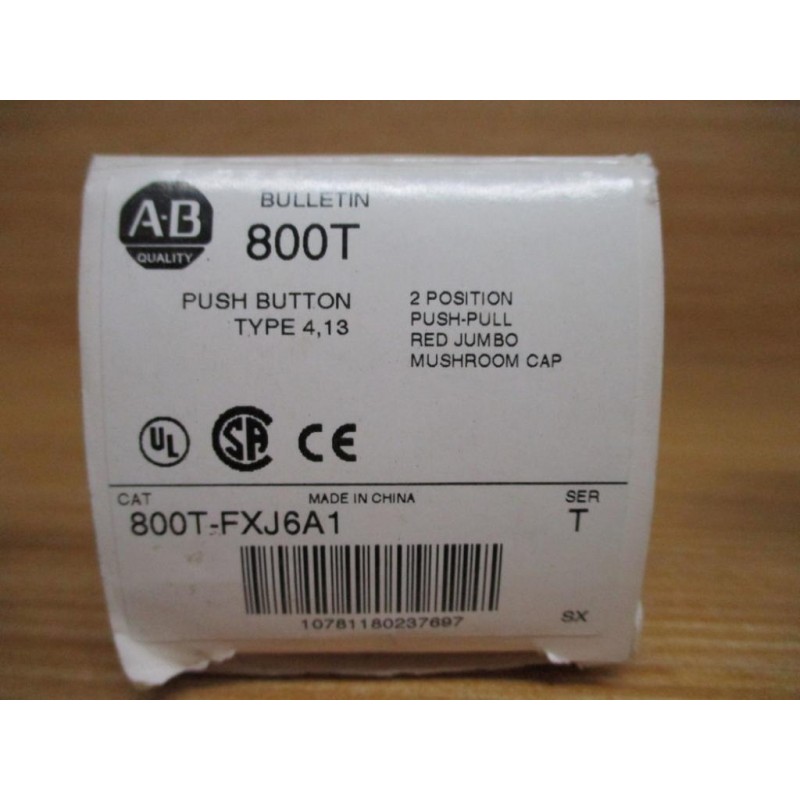 A-B
QUALITY
BULLETIN
800T
PUSH BUTTON
TYPE 4,13
2 POSITION
PUSH-PULL
RED JUMBO
MUSHROOM CAP
UL
SA
CE
CAT
MADE IN CHINA
SER
800T-FXJ6A1
T
10781180237697
SX